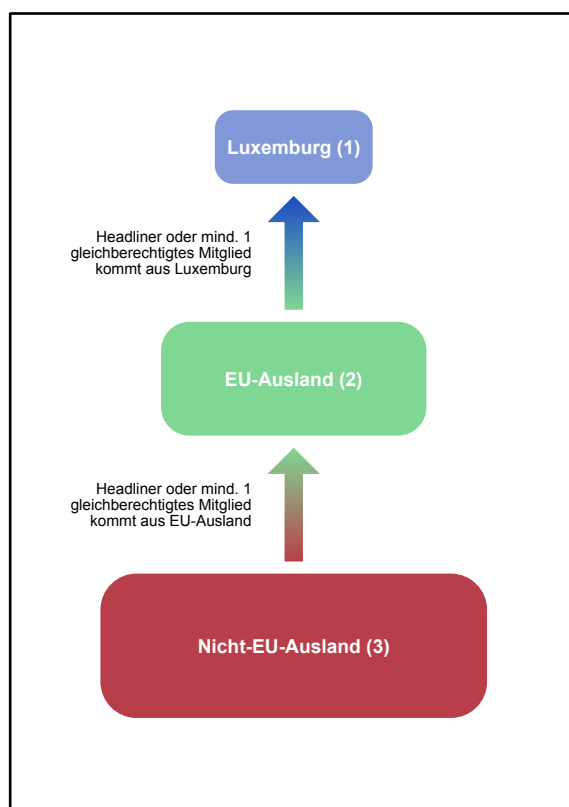 Luxemburg (1)
Headliner oder mind. 1
gleichberechtigtes Mitglied
kommt aus Luxemburg
EU-Ausland (2)
Headliner oder mind. 1
gleichberechtigtes Mitglied
kommt aus EU-Ausland
Nicht-EU-Ausland (3)